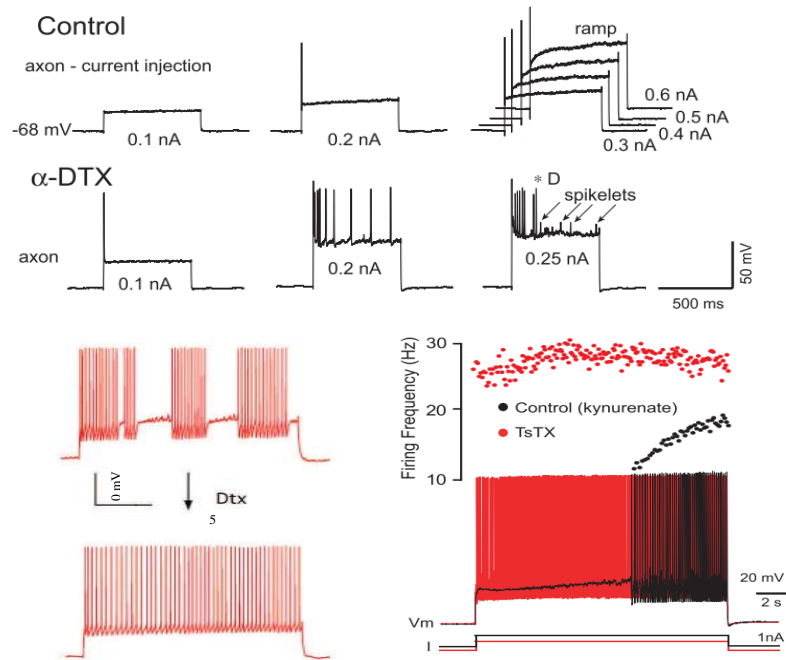 Control
axon - current injection
ramp
-68 mV
0.1 nA
0.2 nA
0.6 nA
0.5 nA
0.4 nA
0.3 nA
α-DTX
* D
spikelets
axon
0.1 nA
0.2 nA
0.25 nA
50 mV
500 ms
0 mV
Dtx
5
Firing Frequency (Hz)
30
20
10
Control (kynurenate)
TsTX
20 mV
2 s
Vm
I
1nA